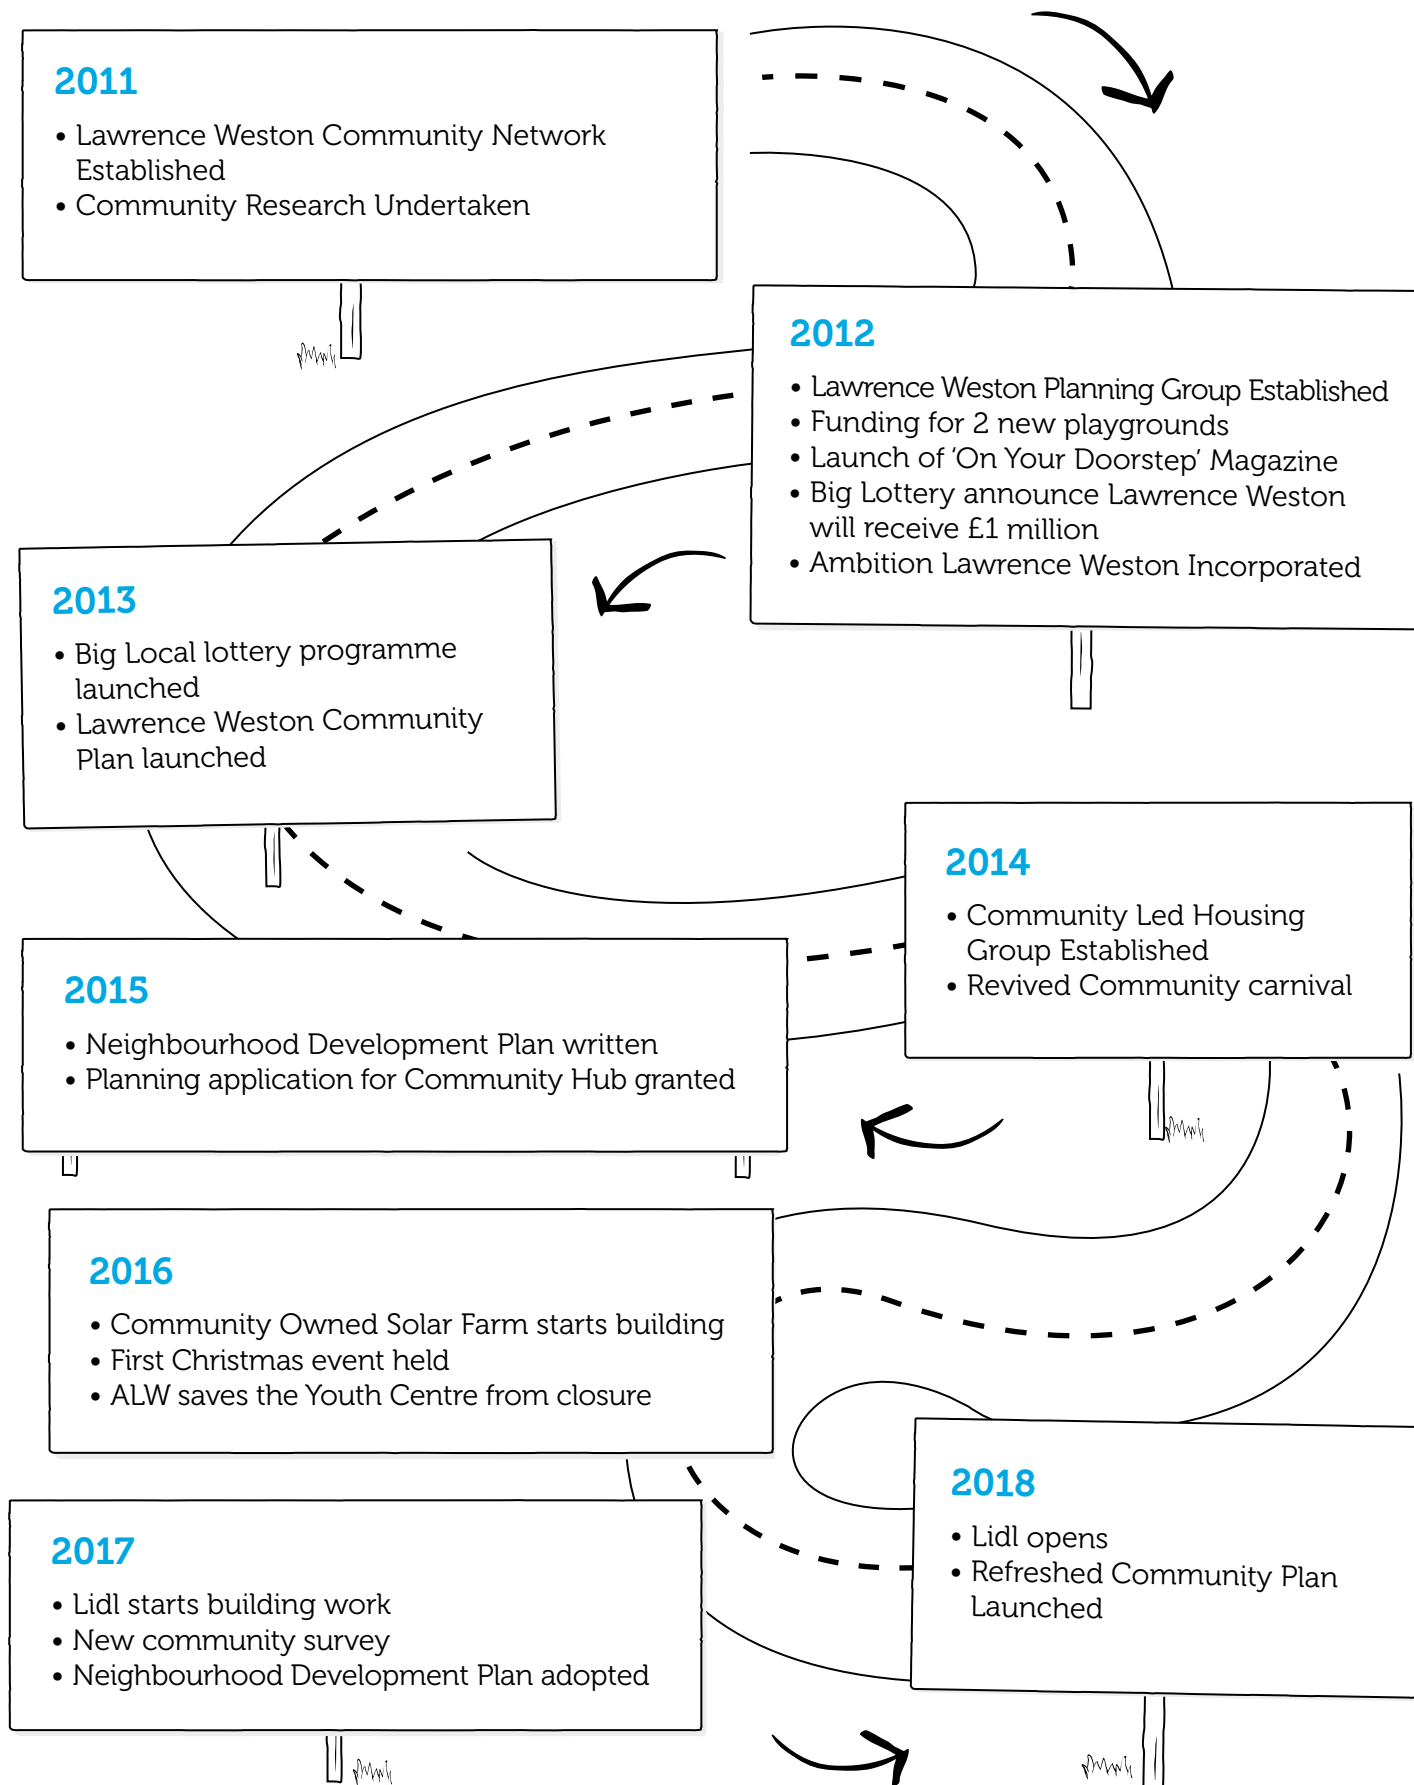 2011
• Lawrence Weston Community Network
Established
• Community Research Undertaken
2012
• Lawrence Weston Planning Group Established
• Funding for 2 new playgrounds
• Launch of ‘On Your Doorstep’ Magazine
• Big Lottery announce Lawrence Weston
will receive £1 million
• Ambition Lawrence Weston Incorporated
2013
• Big Local lottery programme
launched
• Lawrence Weston Community
Plan launched
2014
• Community Led Housing
Group Established
• Revived Community carnival
2015
• Neighbourhood Development Plan written
• Planning application for Community Hub granted
2016
• Community Owned Solar Farm starts building
• First Christmas event held
• ALW saves the Youth Centre from closure
2017
• Lidl starts building work
• New community survey
• Neighbourhood Development Plan adopted
2018
• Lidl opens
• Refreshed Community Plan
Launched